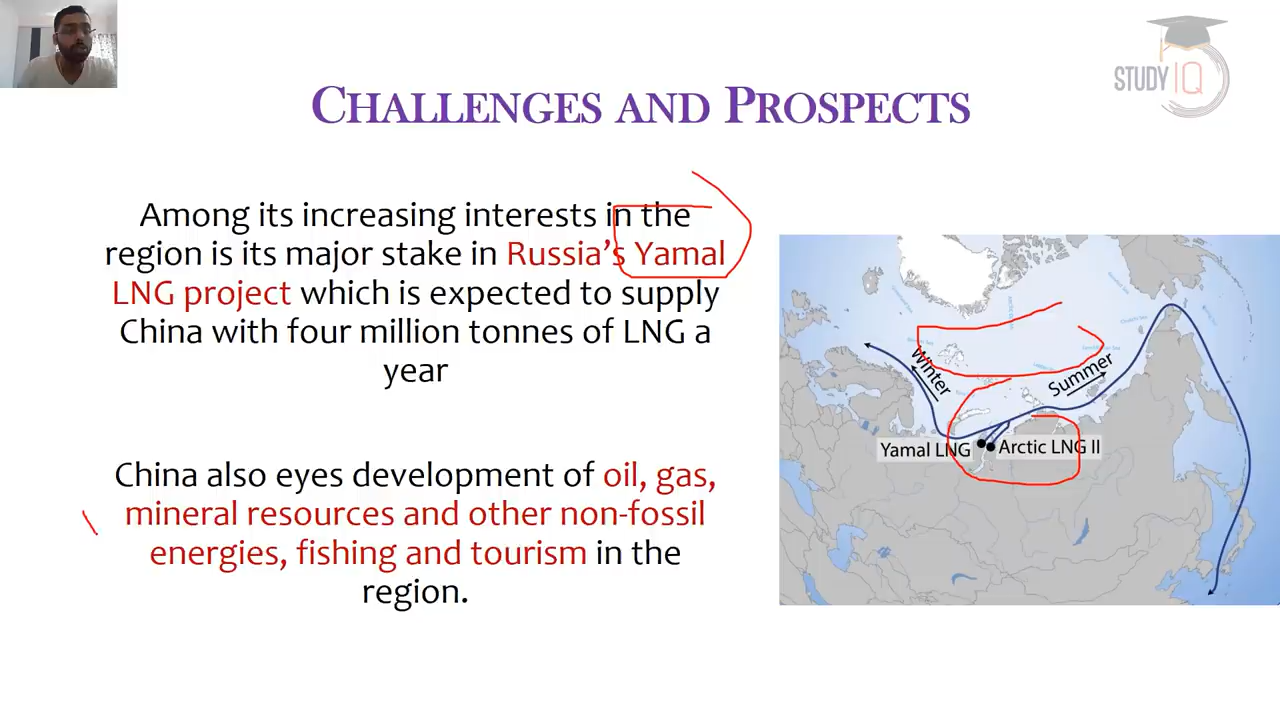 STUDY IQ
CHALLENGES AND PROSPECTS
Among its increasing interests in the
region is its major stake in Russia's Yamal
LNG project which is expected to supply
China with four million tonnes of LNG a
year
China also eyes development of oil, gas,
mineral resources and other non-fossil
energies, fishing and tourism in the
region.
Winter
Summer
Yamal LNG
Arctic LNG II